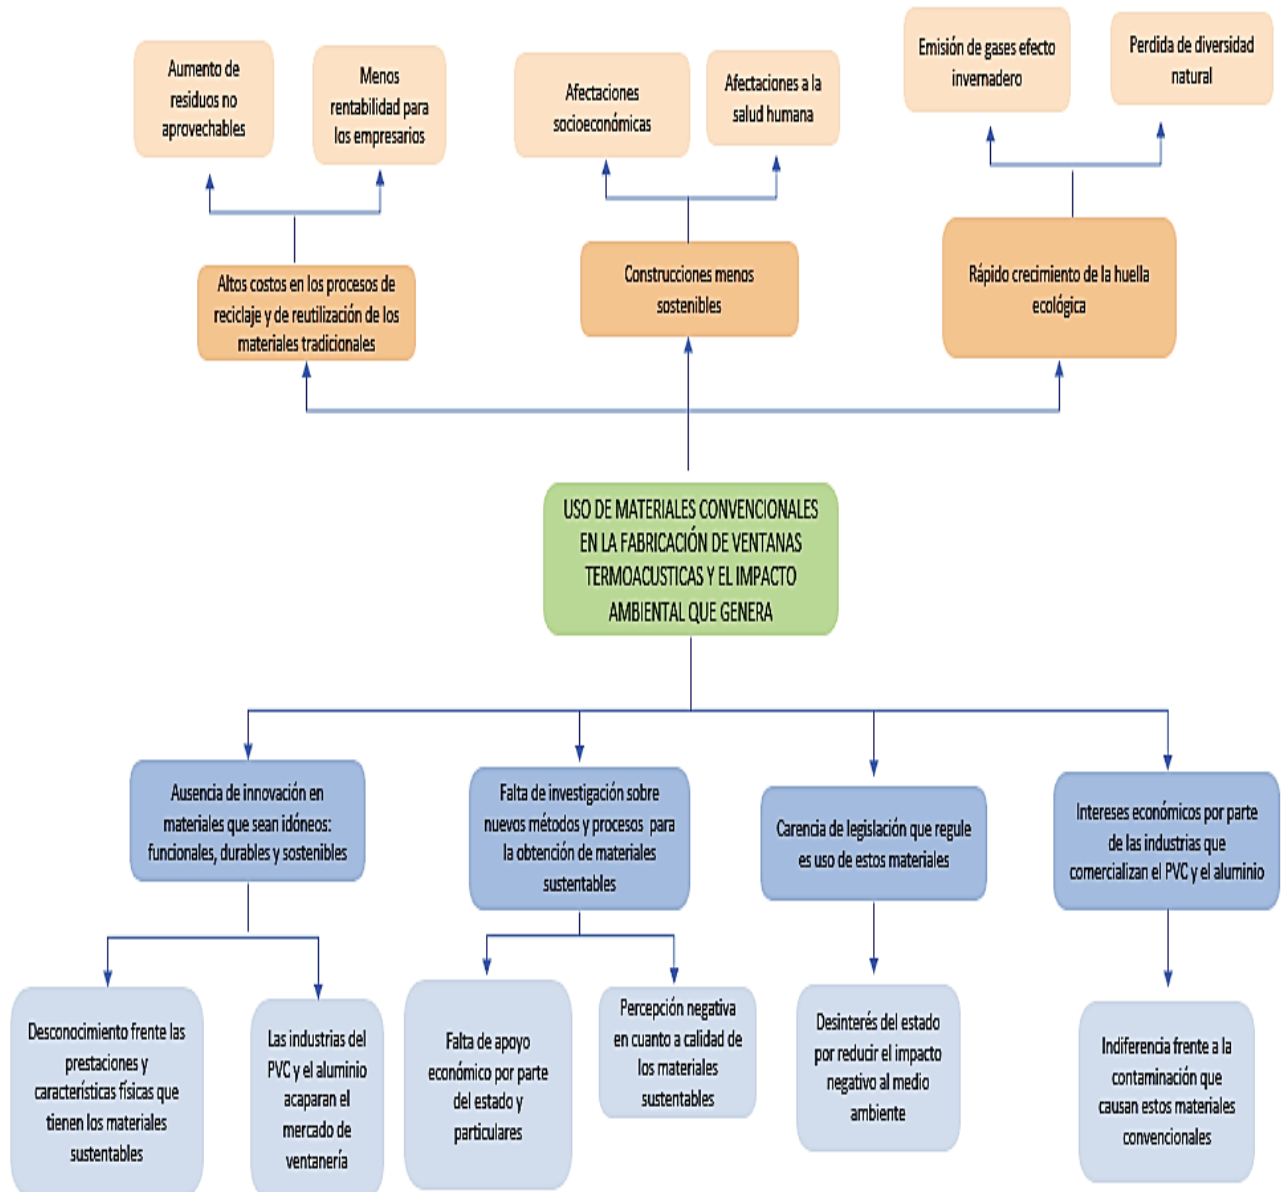 Aumento de
residuos no
aprovechables
Menos
rentabilidad para
los empresarios
Afectaciones
socioeconómicas
Afectaciones a la
salud humana
Emisión de gases efecto
invernadero
Perdida de diversidad
natural
Altos costos en los procesos de
reciclaje y de reutilización de los
materiales tradicionales
Construcciones menos
sostenibles
Rápido crecimiento de la huella
ecológica
USO DE MATERIALES CONVENCIONALES
EN LA FABRICACIÓN DE VENTANAS
TERMOACUSTICAS Y EL IMPACTO
AMBIENTAL QUE GENERA
Ausencia de innovación en
materiales que sean idóneos:
funcionales, durables y sostenibles
Falta de investigación sobre
nuevos métodos y procesos para
la obtención de materiales
sustentables
Carencia de legislación que regule
es uso de estos materiales
Intereses económicos por parte
de las industrias que
comercializan el PVC y el aluminio
Desconocimiento frente las
prestaciones y
características físicas que
tienen los materiales
sustentables
Las industrias del
PVC y el aluminio
acaparan el
mercado de
ventanería
Falta de apoyo
económico por parte
del estado y
particulares
Percepción negativa
en cuanto a calidad de
los materiales
sustentables
Desinterés del estado
por reducir el impacto
negativo al medio
ambiente
Indiferencia frente a la
contaminación que
causan estos materiales
convencionales